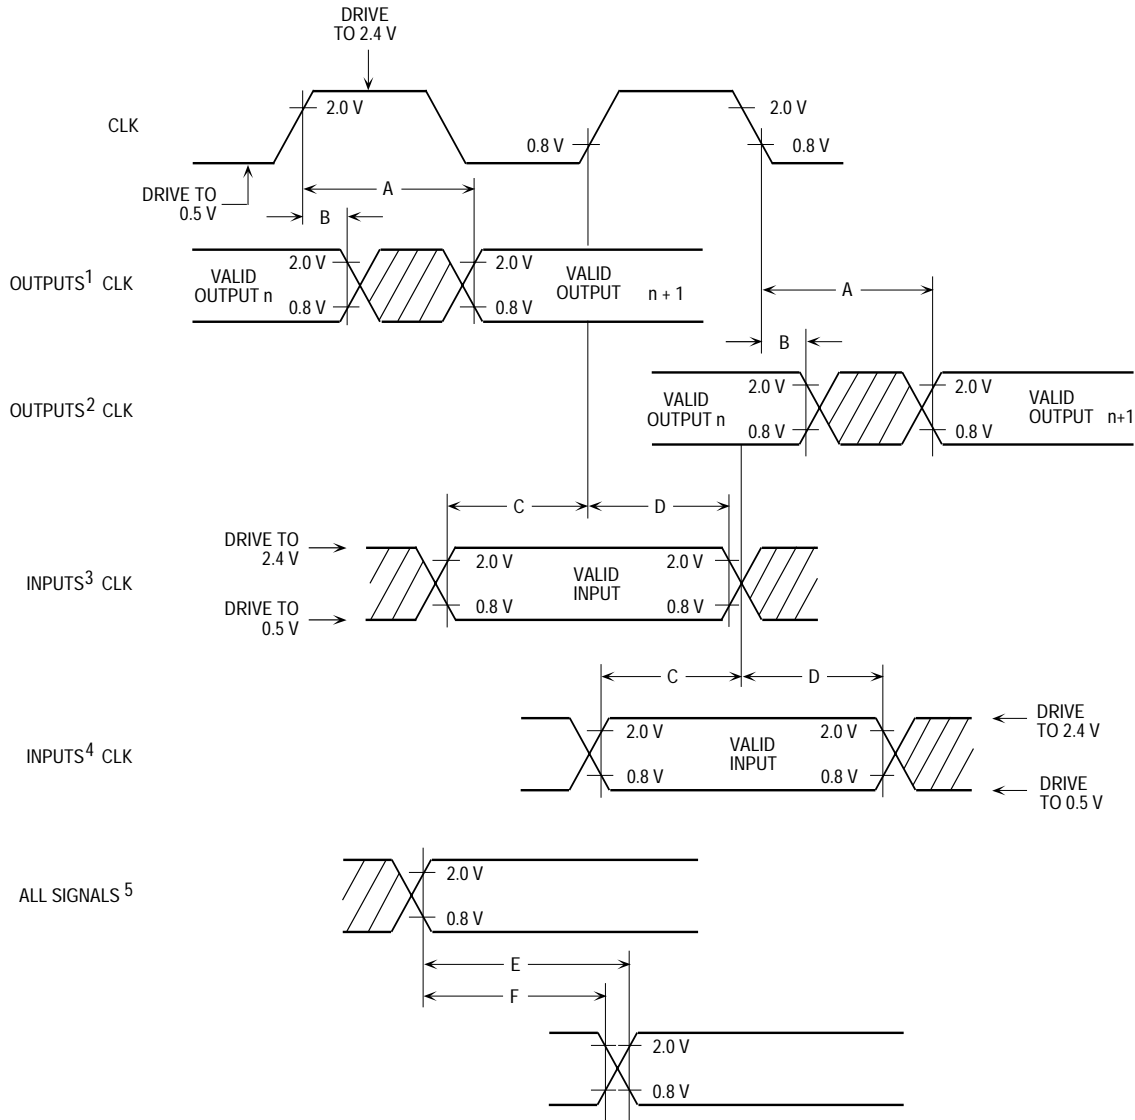 DRIVE
TO 2.4 V
CLK
2.0 V
2.0 V
0.8 V
0.8 V
DRIVE TO
0.5 V
A
B
OUTPUTS1 CLK
VALID
OUTPUT n
2.0 V
0.8 V
2.0 V
0.8 V
VALID
OUTPUT n + 1
A
B
OUTPUTS2 CLK
VALID
OUTPUT n
2.0 V
0.8 V
2.0 V
0.8 V
VALID
OUTPUT n+1
C
D
DRIVE TO
2.4 V
INPUTS3 CLK
DRIVE TO
0.5 V
2.0 V
0.8 V
VALID
INPUT
2.0 V
0.8 V
C
D
INPUTS4 CLK
2.0 V
0.8 V
VALID
INPUT
2.0 V
0.8 V
DRIVE
TO 2.4 V
DRIVE
TO 0.5 V
ALL SIGNALS 5
2.0 V
0.8 V
E
F
2.0 V
0.8 V